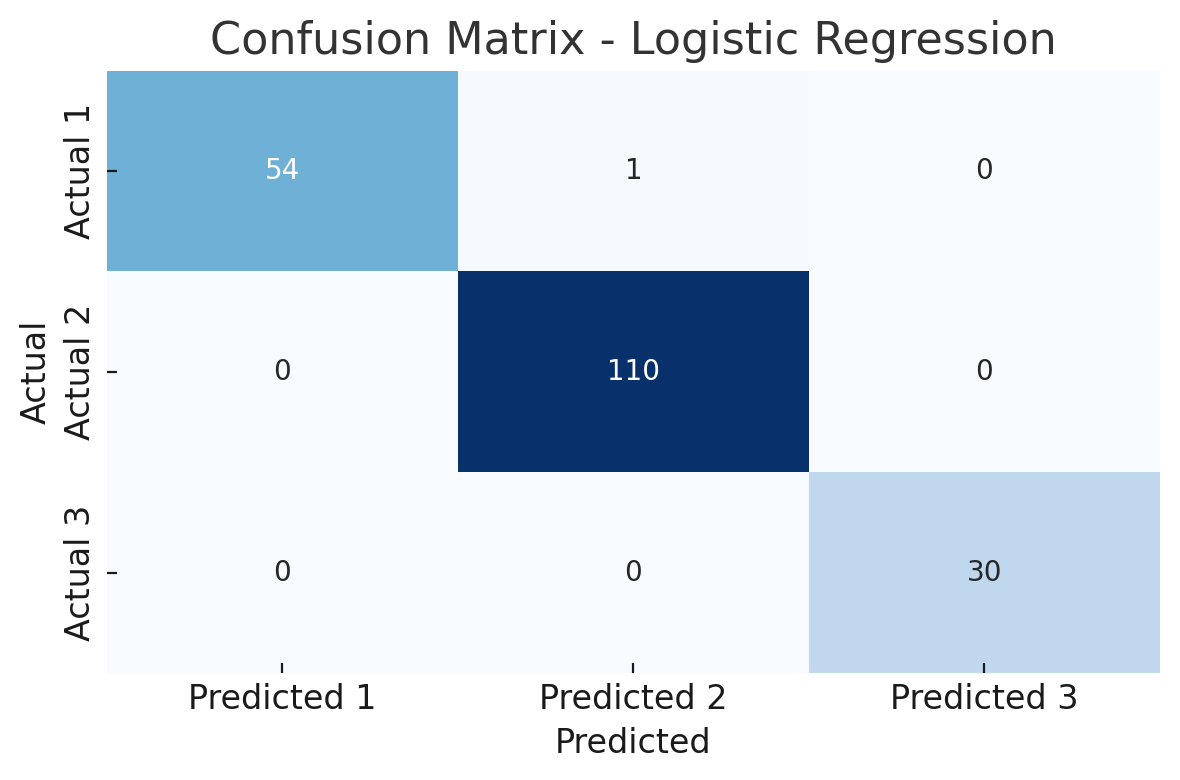 Confusion Matrix - Logistic Regression
Actual
Actual 1
54 1 0
Actual 2
0 110 0
Actual 3
0 0 30
Predicted 1 Predicted 2 Predicted 3
Predicted